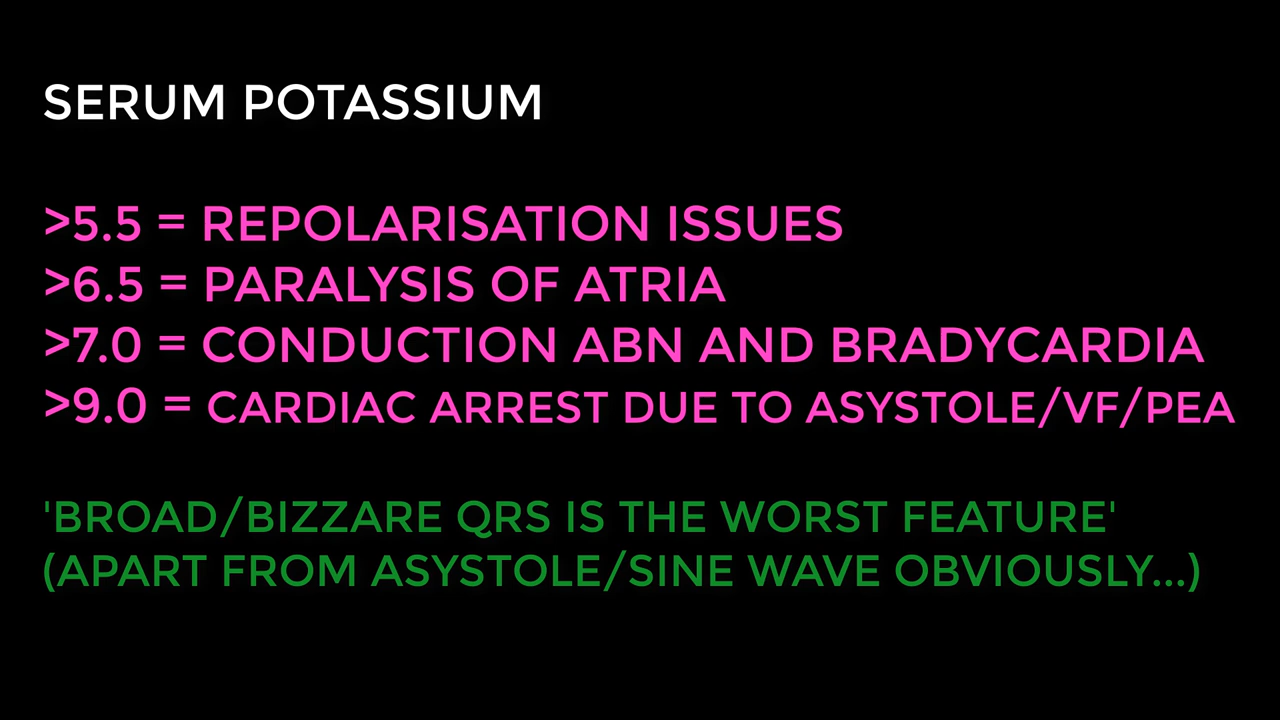 SERUM POTASSIUM
>5.5 = REPOLARISATION ISSUES
>6.5 = PARALYSIS OF ATRIA
>7.0 = CONDUCTION ABN AND BRADYCARDIA
>9.0 = CARDIAC ARREST DUE TO ASYSTOLE/VF/PEA
'BROAD/BIZZARE QRS IS THE WORST FEATURE'
(APART FROM ASYSTOLE/SINE WAVE OBVIOUSLY...)